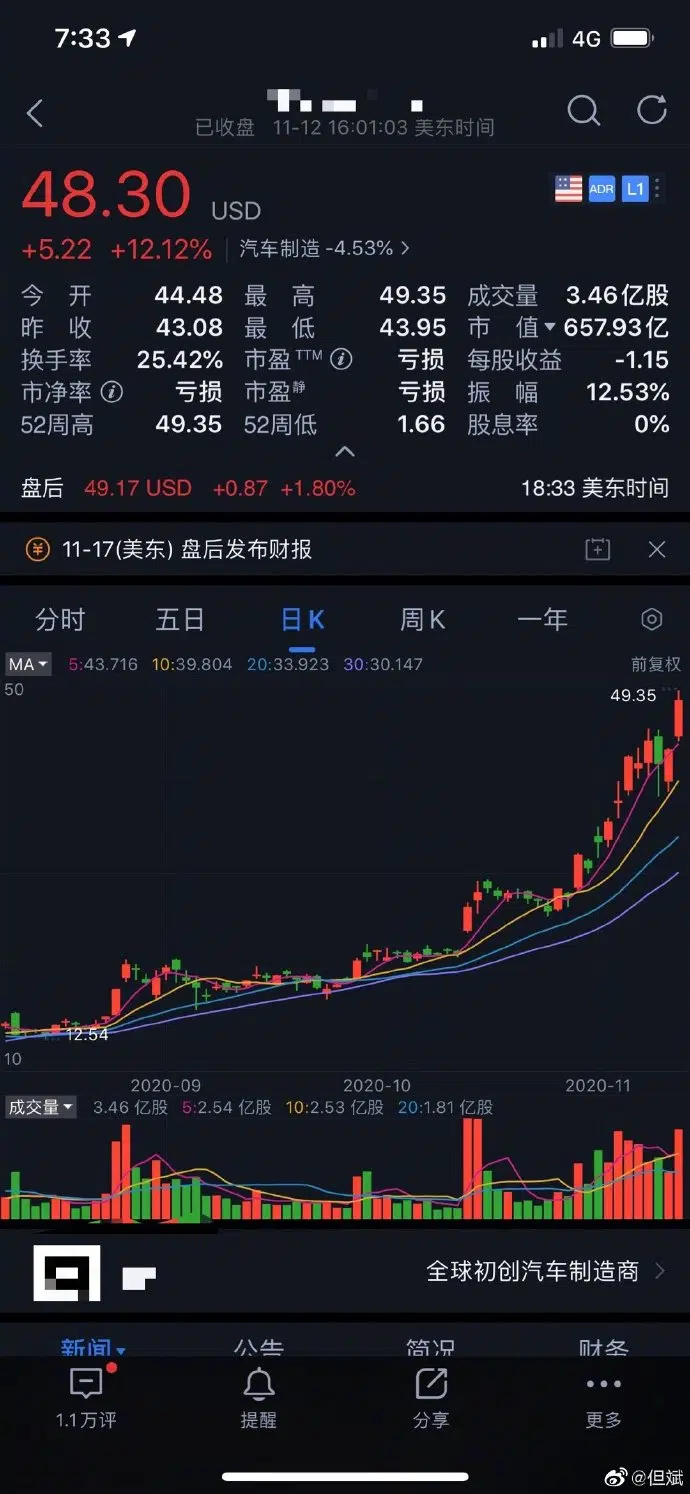 7:33 4G
已收盘 11-12 16:01:03 美东时间
48.30 USD ADR L1
+5.22 +12.12% 汽车制造 -4.53%
今开 44.48 最高 49.35 成交量 3.46亿股
昨收 43.08 最低 43.95 市值 657.93亿
换手率 25.42% 市盈TTM 亏损 每股收益 -1.15
市净率 亏损 市盈静 亏损 振幅 12.53%
52周高 49.35 52周低 1.66 股息率 0%
盘后 49.17 USD +0.87 +1.80% 18:33 美东时间
11-17(美东) 盘后发布财报
分时 五日 日K 周K 一年
MA 5:43.716 10:39.804 20:33.923 30:30.147 前复权
50
49.35
12.54
10
2020-09 2020-10 2020-11
成交量 3.46 亿股 5:2.54 亿股 10:2.53 亿股 20:1.81 亿股
全球初创汽车制造商
新闻 公告 简况 财务
1.1万评 提醒 分享 更多
@但斌